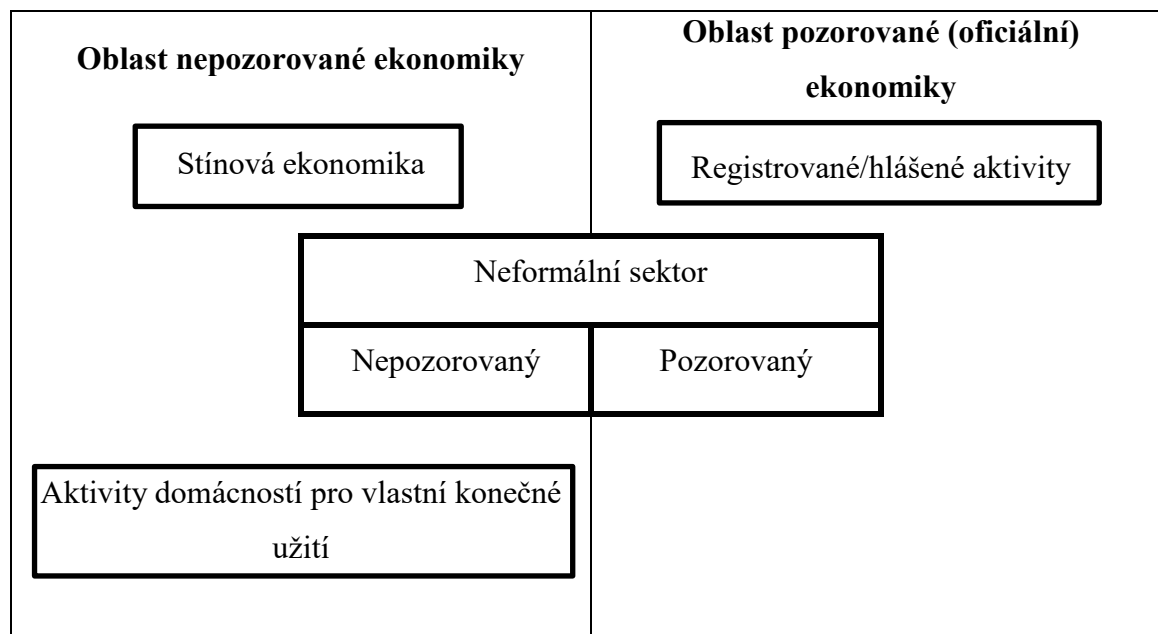 Oblast nepozorované ekonomiky
Oblast pozorované (oficiální)
ekonomiky
Stínová ekonomika
Registrované/hlášené aktivity
Neformální sektor
Nepozorovaný
Pozorovaný
Aktivity domácností pro vlastní konečné
užití